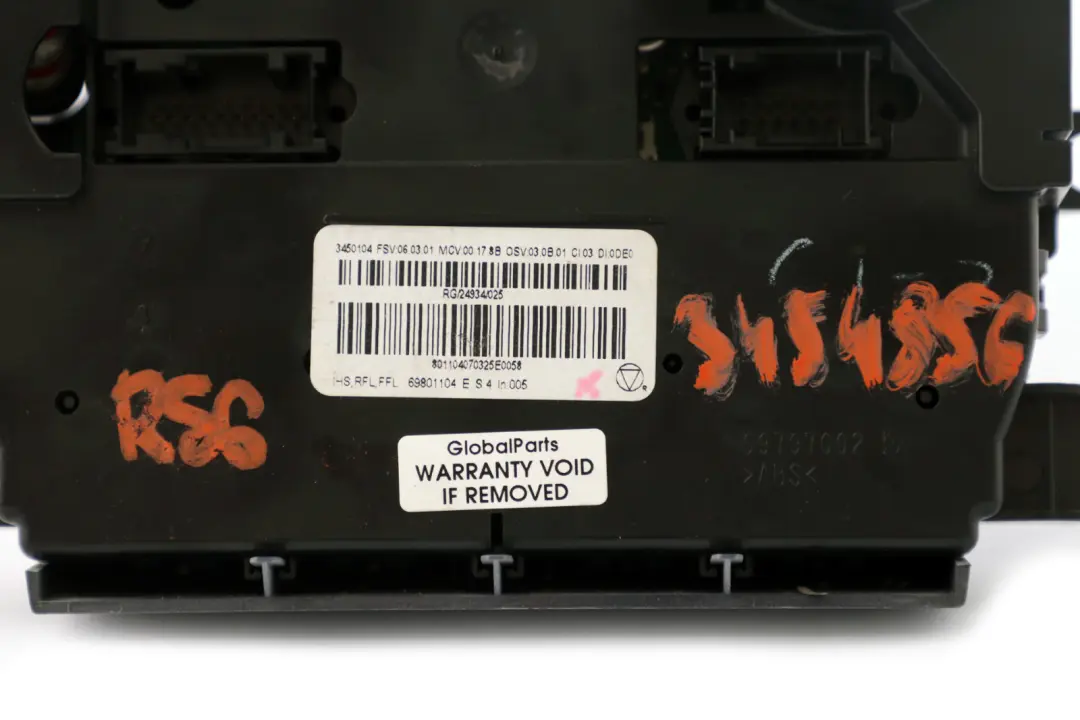 3450104 FSV:06.03.01 MCV:00.17.8B OSV:03.0B.01 CI:03 DI:0DE0
RG/24934/025
801104070325E0058
IHS,RFL,FFL 69801104 E S 4 In.005
R
3454856
RS6
GlobalParts
WARRANTY VOID
IF REMOVED
>ABS<